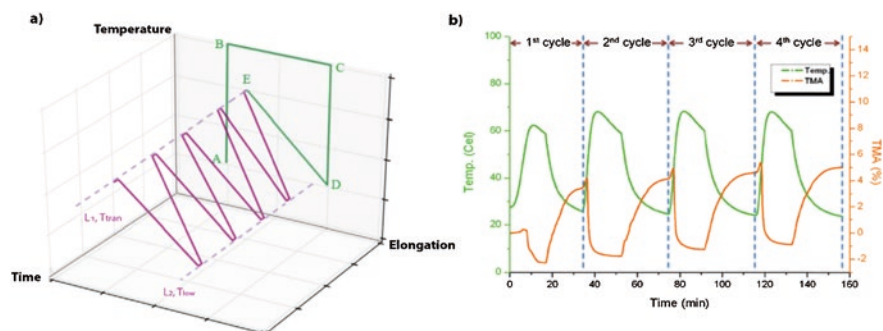 a)
Temperature
B
C
E
A
D
L1, Ttran
L2, Tlow
Time
Elongation
b)
1st cycle
2nd cycle
3rd cycle
4th cycle
Temp.
TMA
Temp. (Cel)
TMA (%)
100
80
60
40
20
0
14
12
10
8
6
4
2
0
-2
0
20
40
60
80
100
120
140
160
Time (min)